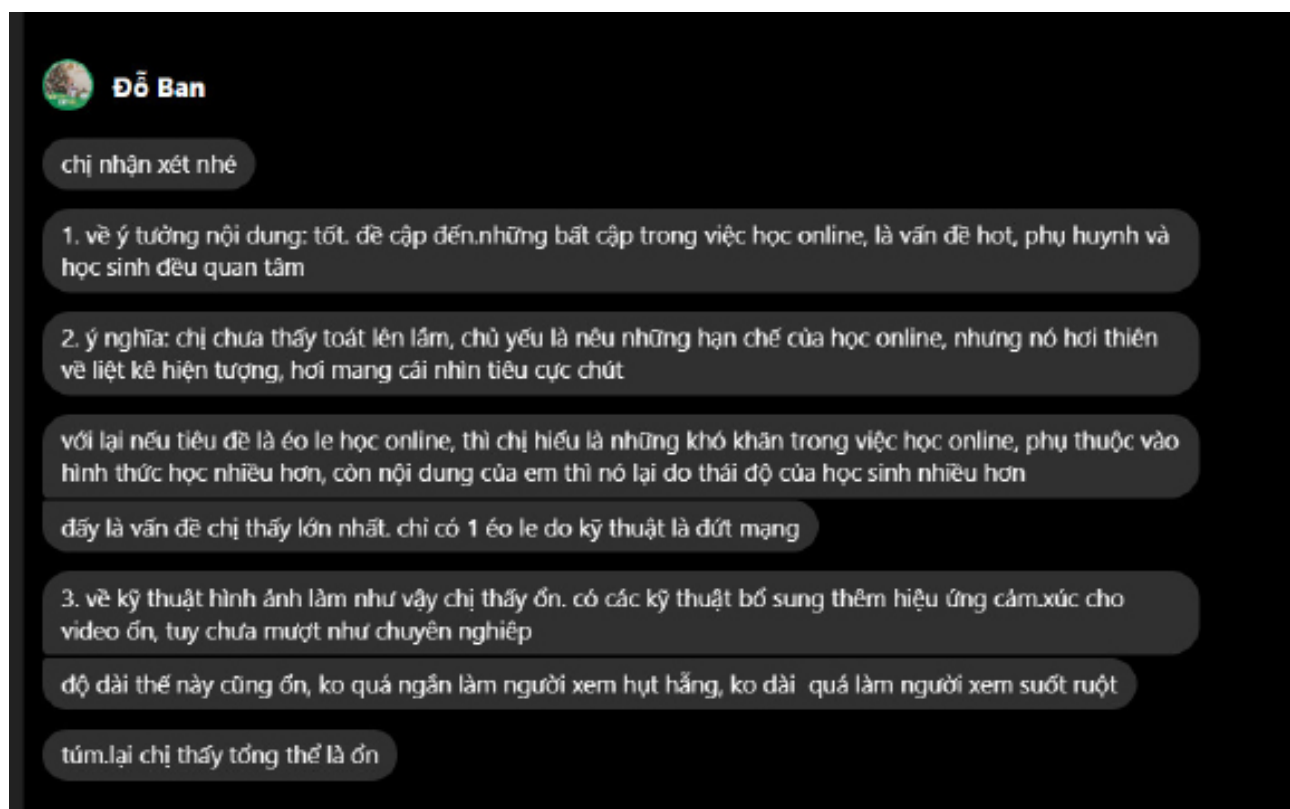 Đỗ Ban
chị nhận xét nhé
1. về ý tưởng nội dung: tốt. đề cập đến.những bất cập trong việc học online, là vấn đề hot, phụ huynh và
học sinh đều quan tâm
2. ý nghĩa: chị chưa thấy toát lên lắm, chủ yếu là nêu những hạn chế của học online, nhưng nó hơi thiên
về liệt kê hiện tượng, hơi mang cái nhìn tiêu cực chút
với lại nếu tiêu đề là éo le học online, thì chị hiểu là những khó khăn trong việc học online, phụ thuộc vào
hình thức học nhiều hơn, còn nội dung của em thì nó lại do thái độ của học sinh nhiều hơn
đấy là vấn đề chị thấy lớn nhất. chỉ có 1 éo le do kỹ thuật là đứt mạng
3. về kỹ thuật hình ảnh làm như vậy chị thấy ổn. có các kỹ thuật bổ sung thêm hiệu ứng cảm.xúc cho
video ổn, tuy chưa mượt như chuyên nghiêp
độ dài thế này cũng ổn, ko quá ngắn làm người xem hụt hẫng, ko dài quá làm người xem suốt ruột
túm.lại chị thấy tổng thể là ổn